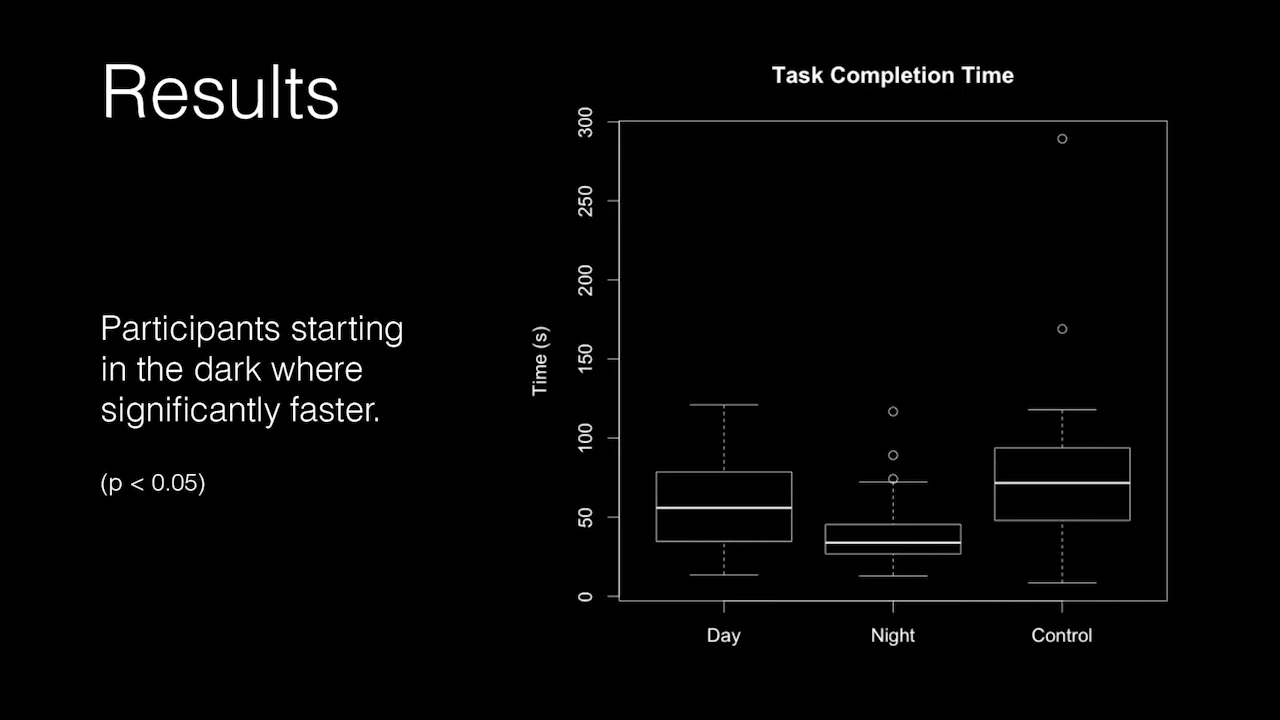 Results
Participants starting
in the dark where
significantly faster.
(p < 0.05)
Task Completion Time
Time (s)
300
250
200
150
100
50
0
Day
Night
Control